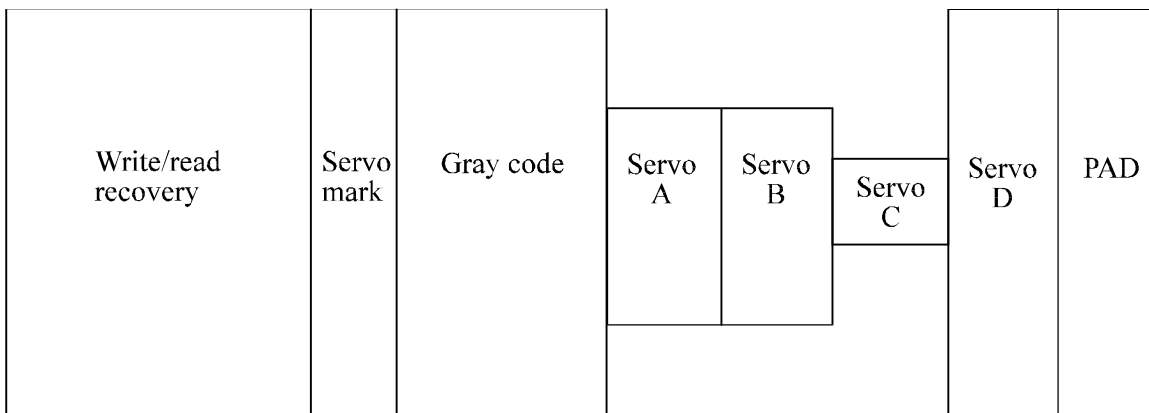 Write/read
recovery
Servo
mark
Gray code
Servo
A
Servo
B
Servo
C
Servo
D
PAD